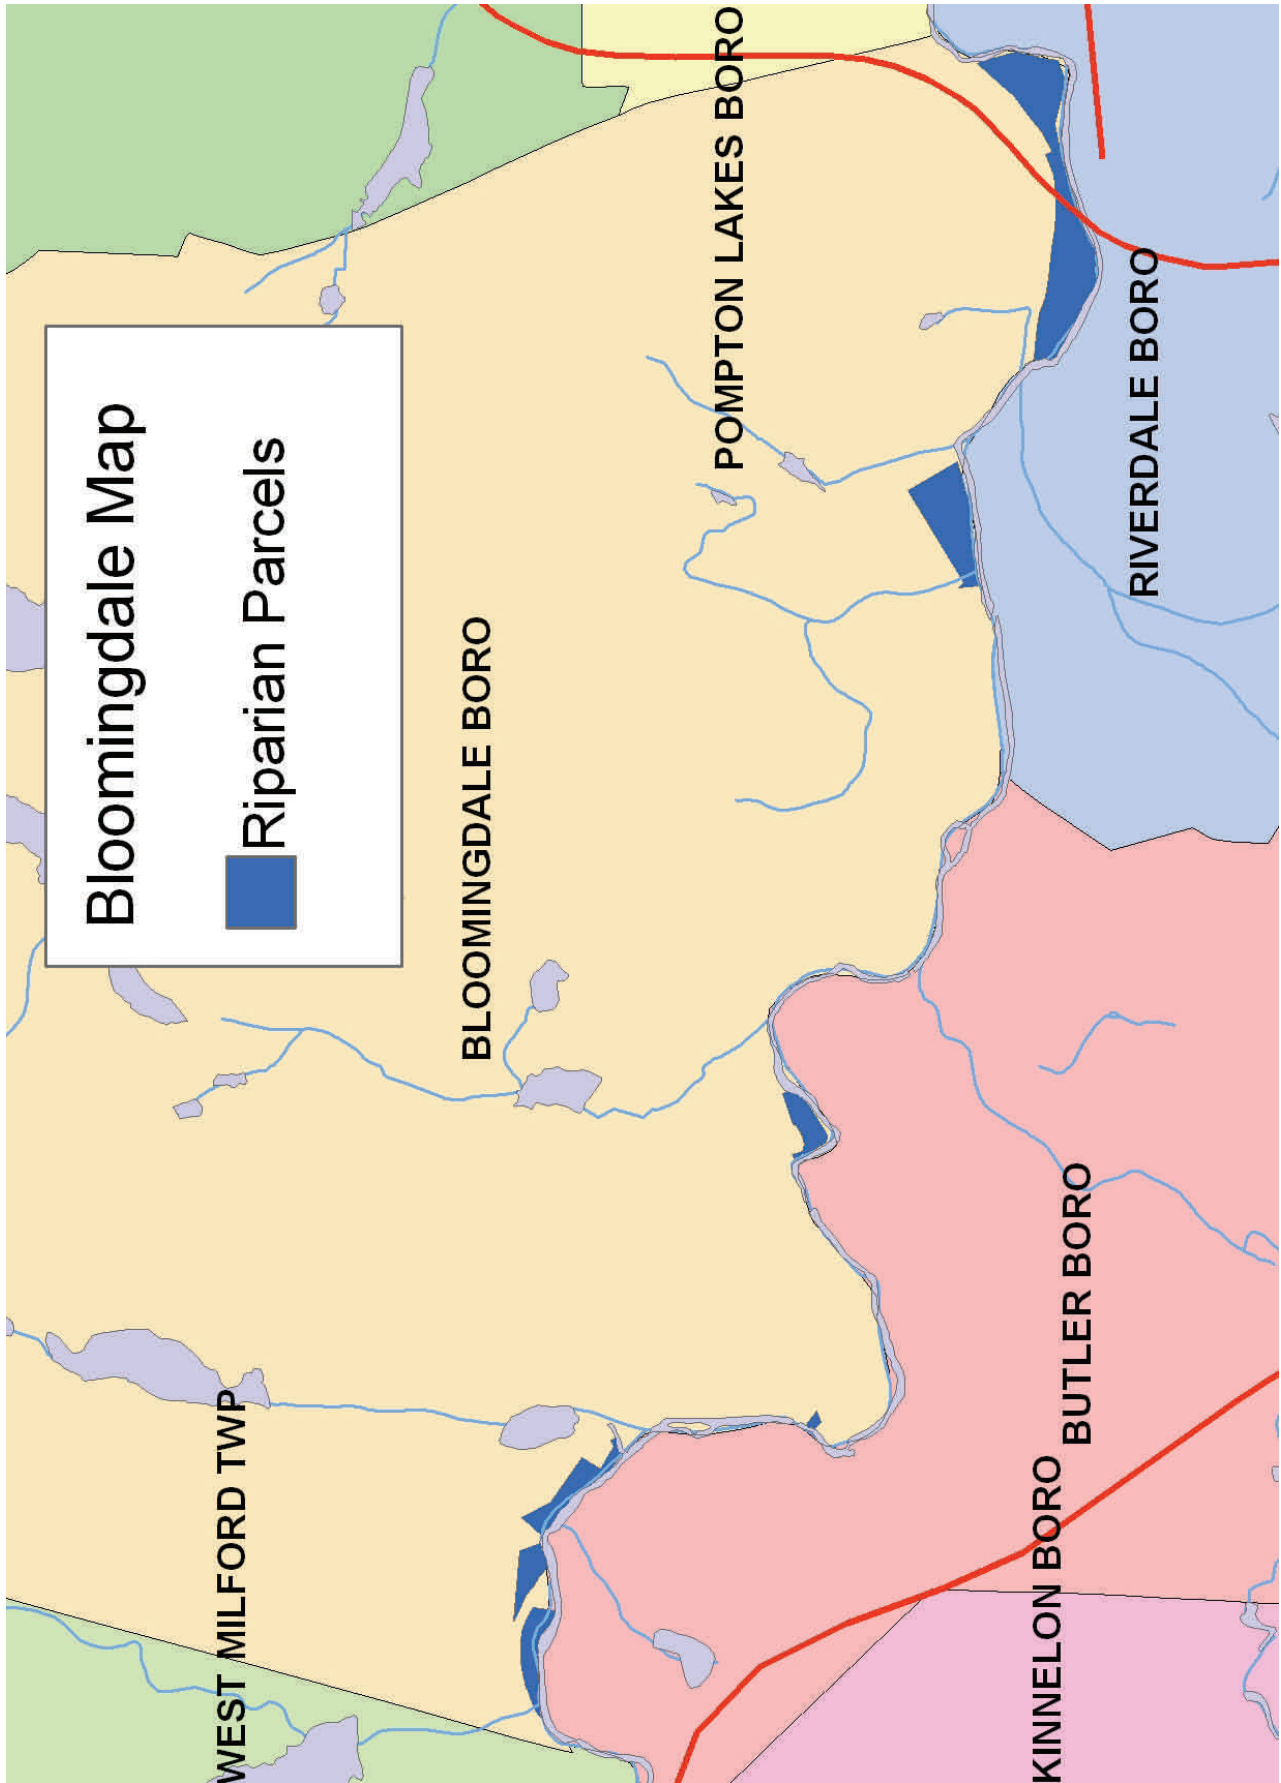 Bloomingdale Map
Riparian Parcels
WEST MILFORD TWP
BLOOMINGDALE BORO
POMPTON LAKES BORO
KINNELON BORO
BUTLER BORO
RIVERDALE BORO